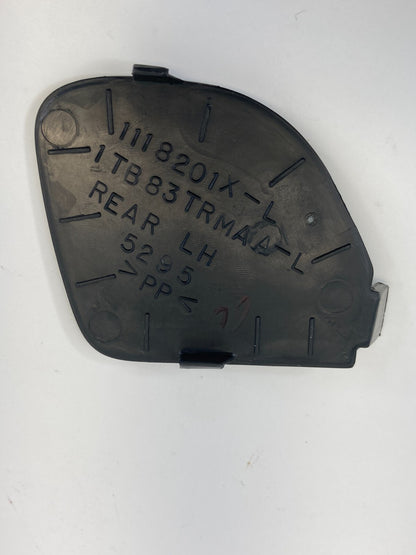 1118201X-L
1TB83TRMAA-L
REAR LH
5295
>PP<